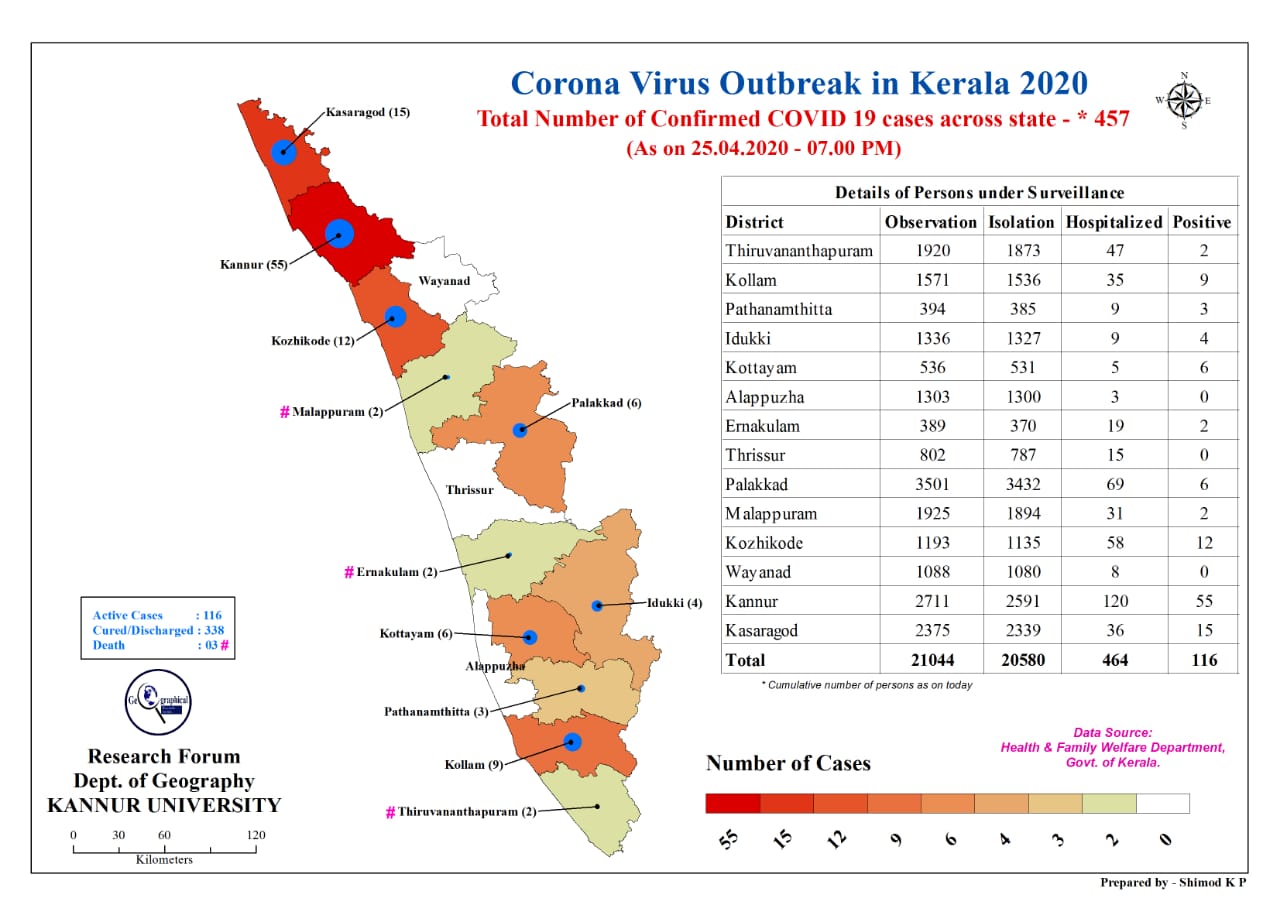 Corona Virus Outbreak in Kerala 2020
Total Number of Confirmed COVID 19 cases across state - * 457
(As on 25.04.2020 - 07.00 PM)
N
W E
S
Kasaragod (15)
Kannur (55)
Wayanad
Kozhikode (12)
# Malappuram (2)
Palakkad (6)
Thrissur
# Ernakulam (2)
Idukki (4)
Kottayam (6)
Alappuzha
Pathanamthitta (3)
Kollam (9)
# Thiruvananthapuram (2)
Details of Persons under Surveillance
District Observation Isolation Hospitalized Positive
Thiruvananthapuram 1920 1873 47 2
Kollam 1571 1536 35 9
Pathanamthitta 394 385 9 3
Idukki 1336 1327 9 4
Kottayam 536 531 5 6
Alappuzha 1303 1300 3 0
Ernakulam 389 370 19 2
Thrissur 802 787 15 0
Palakkad 3501 3432 69 6
Malappuram 1925 1894 31 2
Kozhikode 1193 1135 58 12
Wayanad 1088 1080 8 0
Kannur 2711 2591 120 55
Kasaragod 2375 2339 36 15
Total 21044 20580 464 116
* Cumulative number of persons as on today
Active Cases : 116
Cured/Discharged : 338
Death : 03 #
Geographical
Research Forum
Dept. of Geography
KANNUR UNIVERSITY
0 30 60 120
Kilometers
Data Source:
Health & Family Welfare Department,
Govt. of Kerala.
Number of Cases
55 15 12 9 6 4 3 2 0
Prepared by - Shimod K P